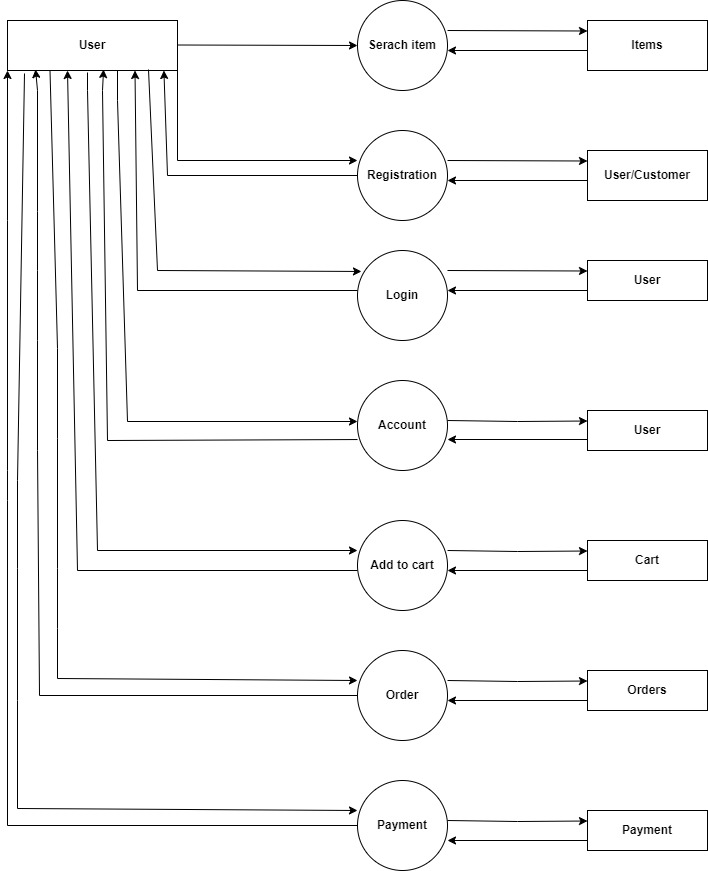 User
Serach item
Items
Registration
User/Customer
Login
User
Account
User
Add to cart
Cart
Order
Orders
Payment
Payment